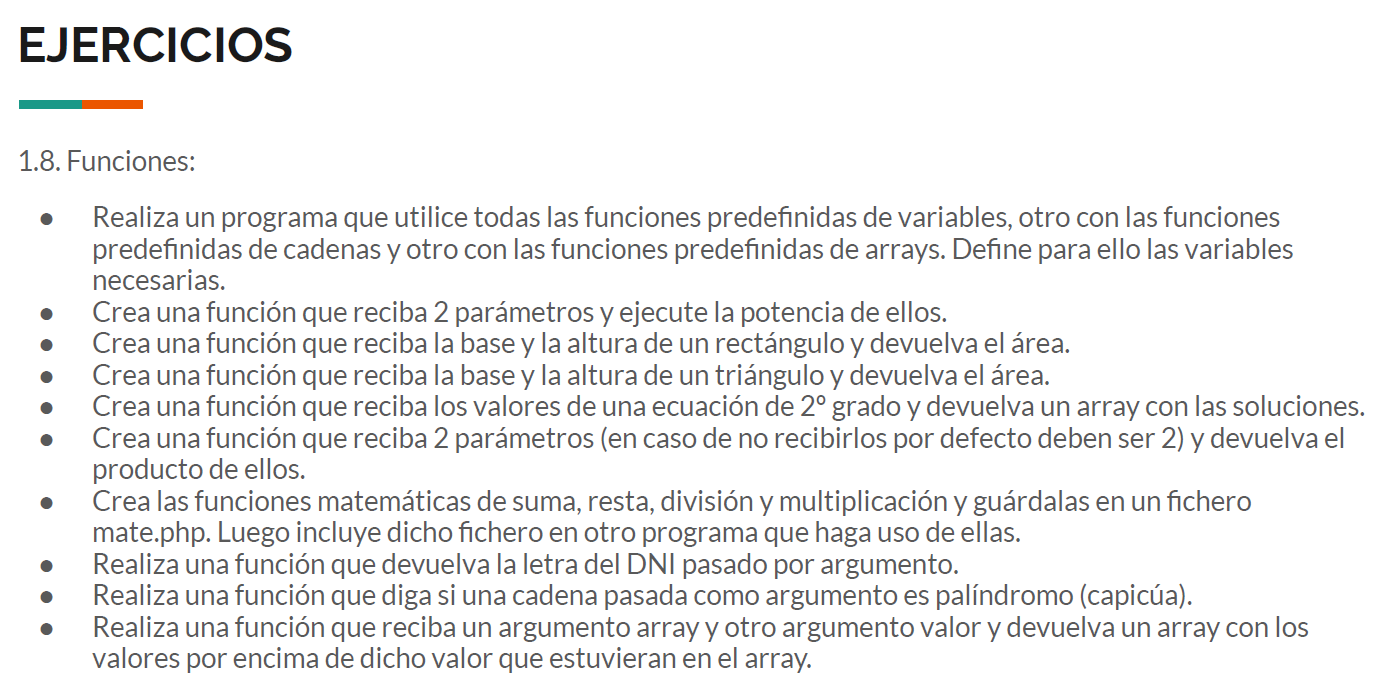 EJERCICIOS
1.8. Funciones:
● Realiza un programa que utilice todas las funciones predefinidas de variables, otro con las funciones
predefinidas de cadenas y otro con las funciones predefinidas de arrays. Define para ello las variables
necesarias.
● Crea una función que reciba 2 parámetros y ejecute la potencia de ellos.
● Crea una función que reciba la base y la altura de un rectángulo y devuelva el área.
● Crea una función que reciba la base y la altura de un triángulo y devuelva el área.
● Crea una función que reciba los valores de una ecuación de 2º grado y devuelva un array con las soluciones.
● Crea una función que reciba 2 parámetros (en caso de no recibirlos por defecto deben ser 2) y devuelva el
producto de ellos.
● Crea las funciones matemáticas de suma, resta, división y multiplicación y guárdalas en un fichero
mate.php. Luego incluye dicho fichero en otro programa que haga uso de ellas.
● Realiza una función que devuelva la letra del DNI pasado por argumento.
● Realiza una función que diga si una cadena pasada como argumento es palíndromo (capicúa).
● Realiza una función que reciba un argumento array y otro argumento valor y devuelva un array con los
valores por encima de dicho valor que estuvieran en el array.